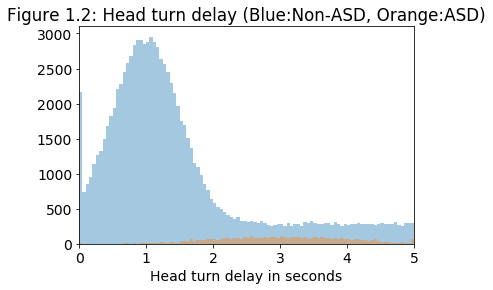 Figure 1.2: Head turn delay (Blue:Non-ASD, Orange:ASD)
3000
2500
2000
1500
1000
500
0
0 1 2 3 4 5
Head turn delay in seconds